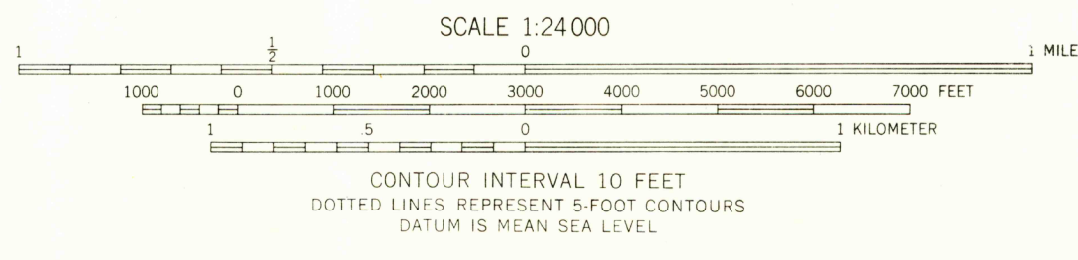 SCALE 1:24 000
1 1/2 0 1 MILE
1000 0 1000 2000 3000 4000 5000 6000 7000 FEET
1 .5 0 1 KILOMETER
CONTOUR INTERVAL 10 FEET
DOTTED LINES REPRESENT 5-FOOT CONTOURS
DATUM IS MEAN SEA LEVEL